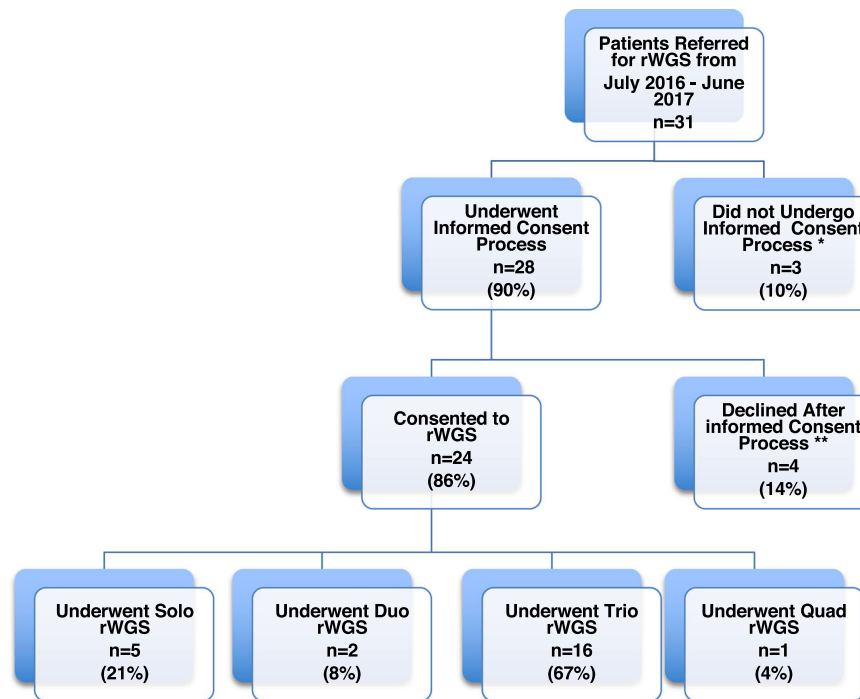 Patients Referred
for rWGS from
July 2016 - June
2017
n=31
Underwent
Informed Consent
Process
n=28
(90%)
Did not Undergo
Informed Consent
Process *
n=3
(10%)
Consented to
rWGS
n=24
(86%)
Declined After
informed Consent
Process **
n=4
(14%)
Underwent Solo
rWGS
n=5
(21%)
Underwent Duo
rWGS
n=2
(8%)
Underwent Trio
rWGS
n=16
(67%)
Underwent Quad
rWGS
n=1
(4%)